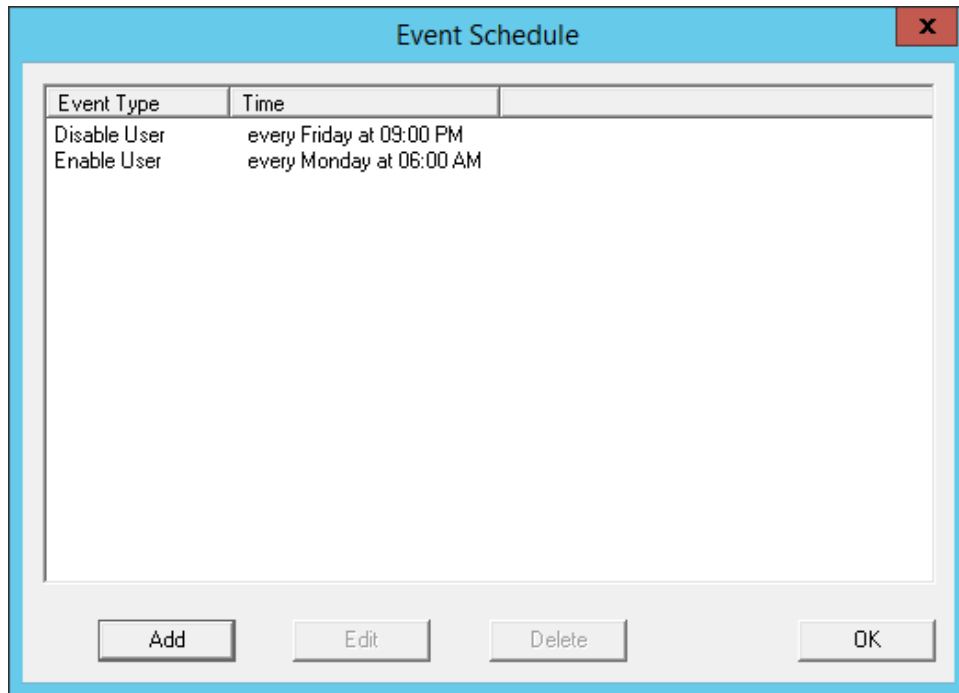 Event Schedule
x
Event Type Time
Disable User every Friday at 09:00 PM
Enable User every Monday at 06:00 AM
Add Edit Delete OK